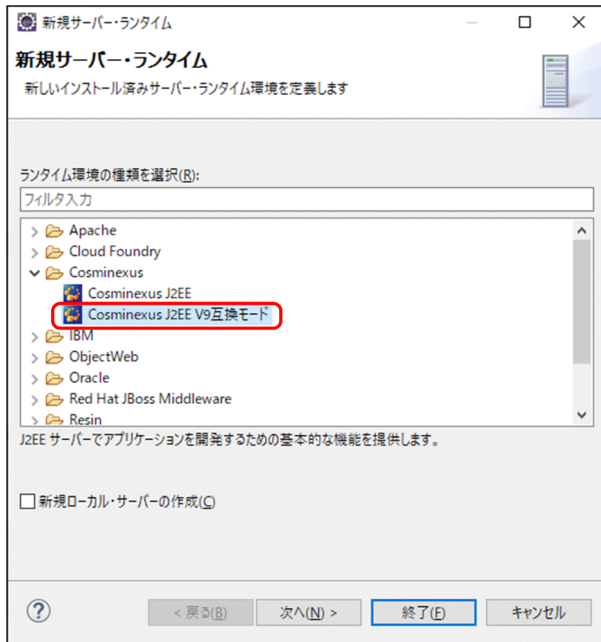 新規サーバー・ランタイム
新規サーバー・ランタイム
新しいインストール済みサーバー・ランタイム環境を定義します
ランタイム環境の種類を選択(R):
フィルタ入力
Apache
Cloud Foundry
Cosminexus
Cosminexus J2EE
Cosminexus J2EE V9互換モード
IBM
ObjectWeb
Oracle
Red Hat JBoss Middleware
Resin
J2EE サーバーでアプリケーションを開発するための基本的な機能を提供します。
新規ローカル・サーバーの作成(C)
< 戻る(B) 次へ(N) > 終了(F) キャンセル